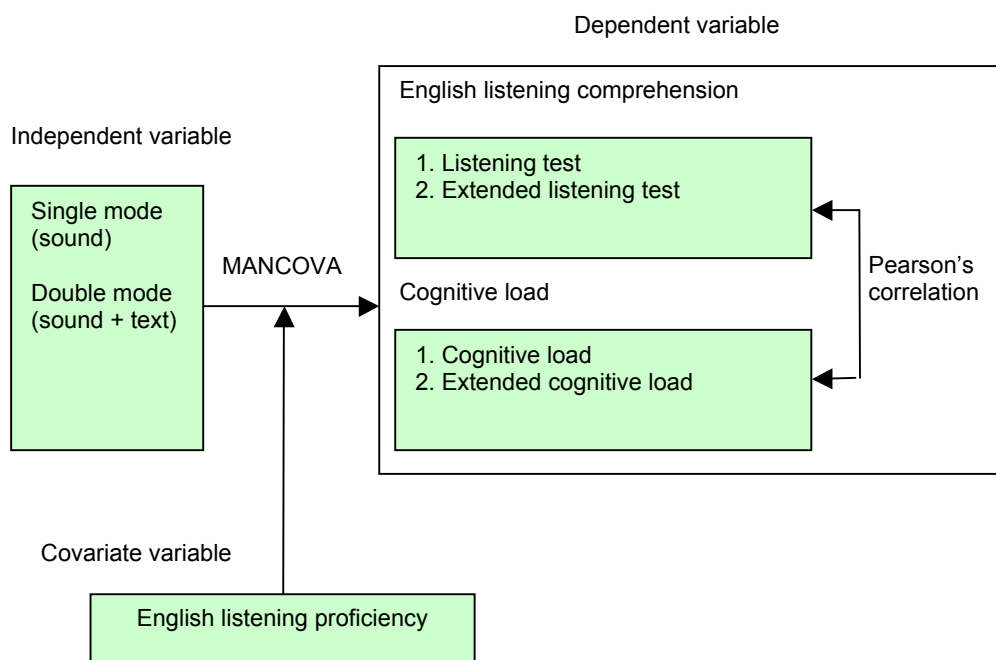 Dependent variable
English listening comprehension
Independent variable
1. Listening test
2. Extended listening test
Single mode
(sound)
Double mode
(sound + text)
MANCOVA
Pearson's
correlation
Cognitive load
1. Cognitive load
2. Extended cognitive load
Covariate variable
English listening proficiency